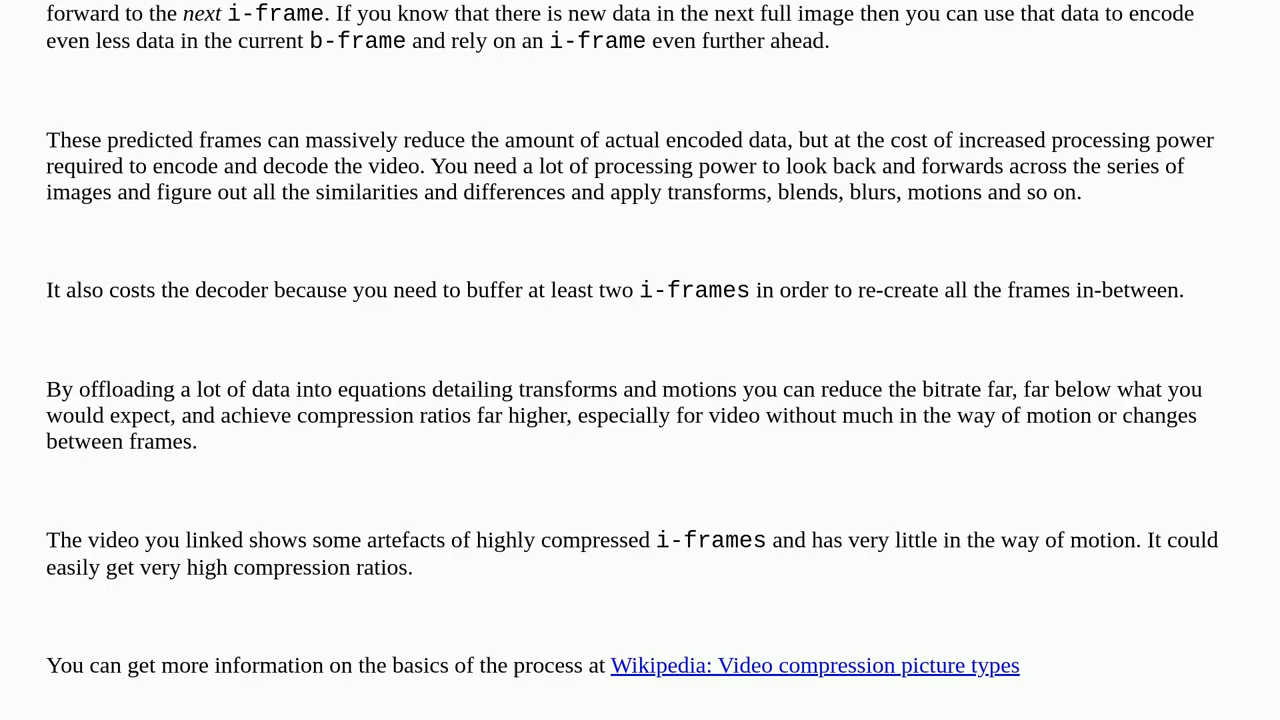 forward to the next i-frame. If you know that there is new data in the next full image then you can use that data to encode
even less data in the current b-frame and rely on an i-frame even further ahead.
These predicted frames can massively reduce the amount of actual encoded data, but at the cost of increased processing power
required to encode and decode the video. You need a lot of processing power to look back and forwards across the series of
images and figure out all the similarities and differences and apply transforms, blends, blurs, motions and so on.
It also costs the decoder because you need to buffer at least two i-frames in order to re-create all the frames in-between.
By offloading a lot of data into equations detailing transforms and motions you can reduce the bitrate far, far below what you
would expect, and achieve compression ratios far higher, especially for video without much in the way of motion or changes
between frames.
The video you linked shows some artefacts of highly compressed i-frames and has very little in the way of motion. It could
easily get very high compression ratios.
You can get more information on the basics of the process at Wikipedia: Video compression picture types